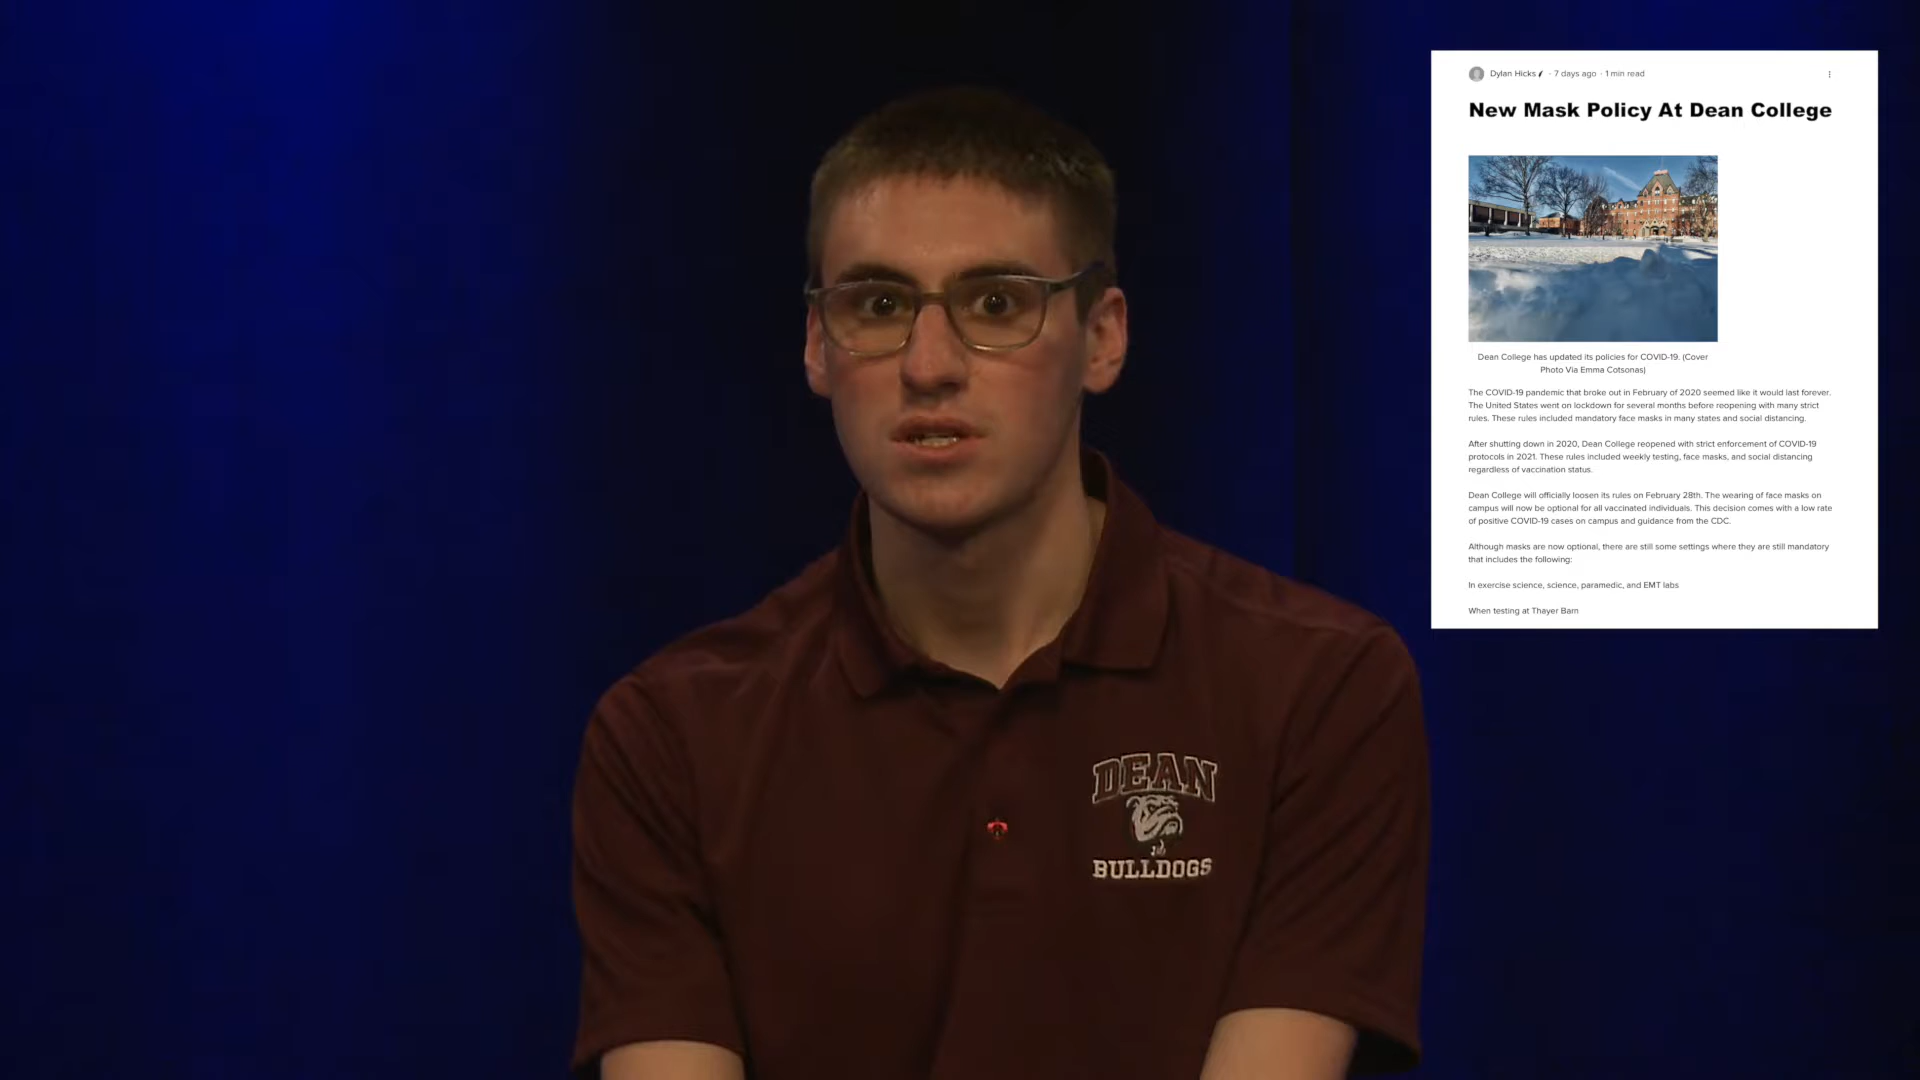 Dylan Hicks · 7 days ago · 1 min read
New Mask Policy At Dean College
Dean College has updated its policies for COVID-19. (Cover
Photo Via Emma Cotsonas)
The COVID-19 pandemic that broke out in February of 2020 seemed like it would last forever.
The United States went on lockdown for several months before reopening with many strict
rules. These rules included mandatory face masks in many states and social distancing.
After shutting down in 2020, Dean College reopened with strict enforcement of COVID-19
protocols in 2021. These rules included weekly testing, face masks, and social distancing
regardless of vaccination status.
Dean College will officially loosen its rules on February 28th. The wearing of face masks on
campus will now be optional for all vaccinated individuals. This decision comes with a low rate
of positive COVID-19 cases on campus and guidance from the CDC.
Although masks are now optional, there are still some settings where they are still mandatory
that includes the following:
In exercise science, science, paramedic, and EMT labs
When testing at Thayer Barn
DEAN
BULLDOGS